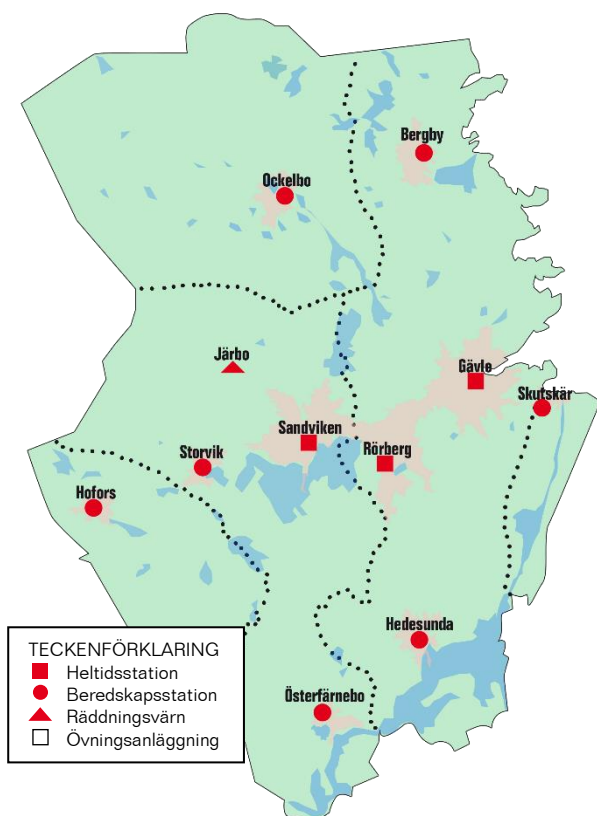 Bergby
Ockelbo
Järbo
Gävle
Skutskär
Sandviken
Rörberg
Storvik
Hofors
Hedesunda
Österfärnebo
TECKENFÖRKLARING
Heltidsstation
Beredskapsstation
Räddningsvärn
Övningsanläggning